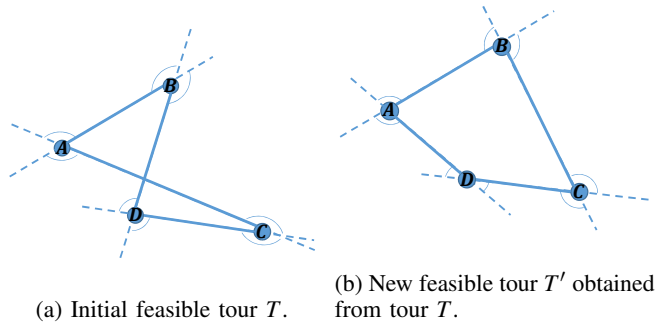 B
A
D
C
B
A
D
C
(a) Initial feasible tour T.
(b) New feasible tour T′ obtained
from tour T.